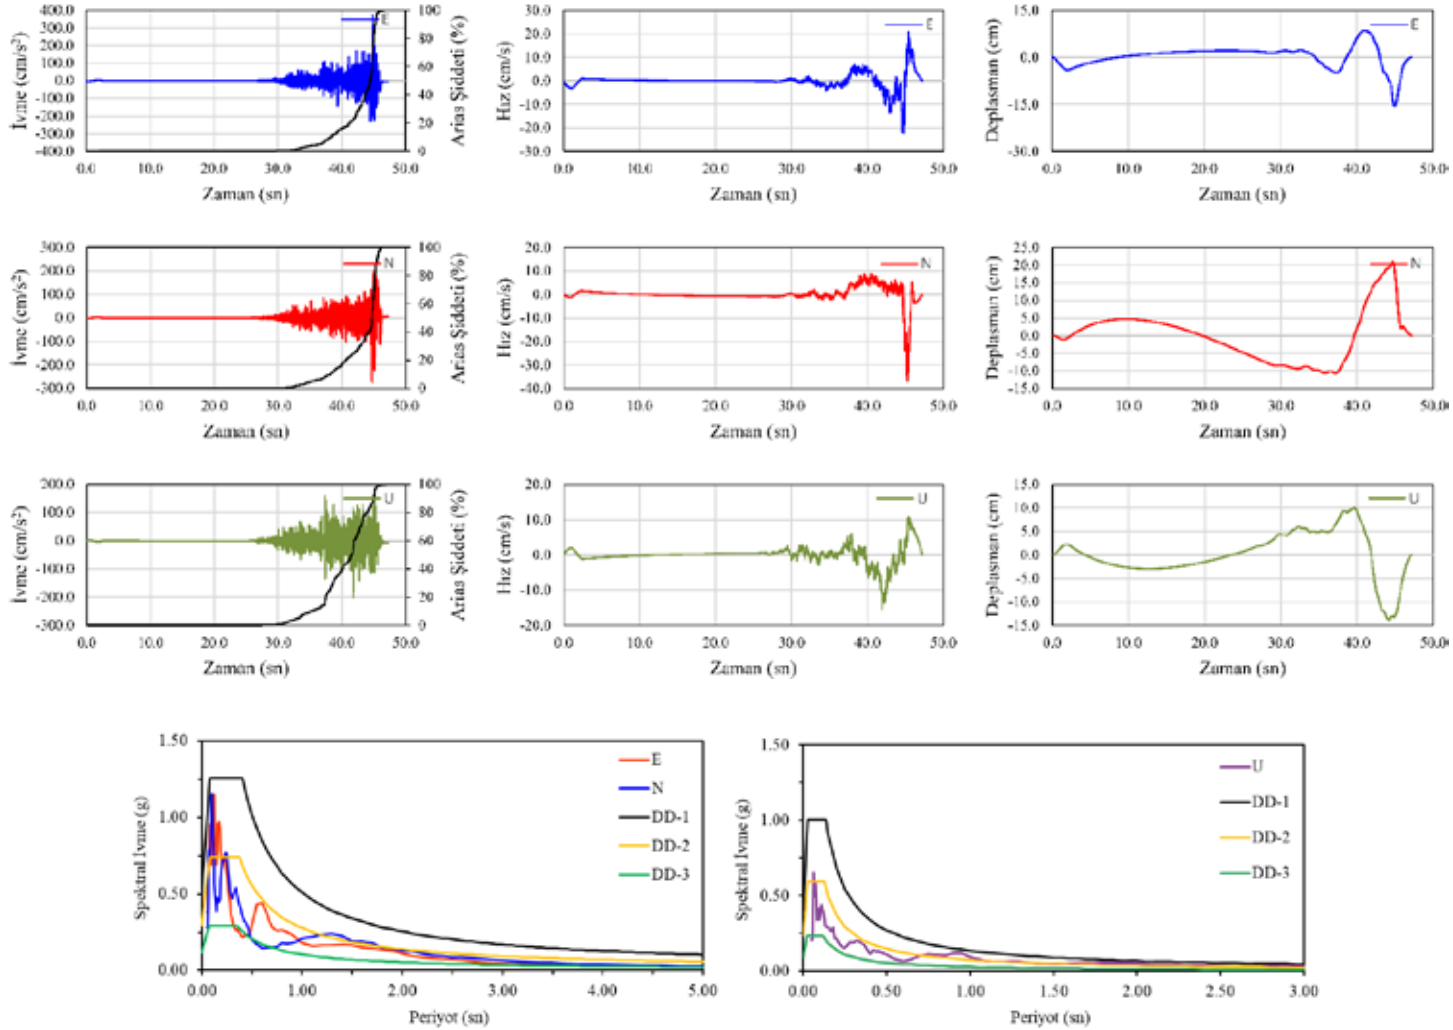 400.0
300.0
200.0
100.0
0.0
-100.0
-200.0
-300.0
-400.0
İvme (cm/s²)
100
80
60
40
20
0
Arias Şiddeti (%)
E
0.0 10.0 20.0 30.0 40.0 50.0
Zaman (sn)
30.0
20.0
10.0
0.0
-10.0
-20.0
-30.0
Hız (cm/s)
E
0.0 10.0 20.0 30.0 40.0 50.0
Zaman (sn)
15.0
0.0
-15.0
-30.0
Deplasman (cm)
E
0.0 10.0 20.0 30.0 40.0 50.0
Zaman (sn)
300.0
200.0
100.0
0.0
-100.0
-200.0
-300.0
İvme (cm/s²)
100
80
60
40
20
0
Arias Şiddeti (%)
N
0.0 10.0 20.0 30.0 40.0 50.0
Zaman (sn)
20.0
10.0
0.0
-10.0
-20.0
-30.0
-40.0
Hız (cm/s)
N
0.0 10.0 20.0 30.0 40.0 50.0
Zaman (sn)
25.0
20.0
15.0
10.0
5.0
0.0
-5.0
-10.0
-15.0
Deplasman (cm)
N
0.0 10.0 20.0 30.0 40.0 50.0
Zaman (sn)
200.0
100.0
0.0
-100.0
-200.0
-300.0
İvme (cm/s²)
100
80
60
40
20
0
Arias Şiddeti (%)
U
0.0 10.0 20.0 30.0 40.0 50.0
Zaman (sn)
20.0
10.0
0.0
-10.0
-20.0
Hız (cm/s)
U
0.0 10.0 20.0 30.0 40.0 50.0
Zaman (sn)
15.0
10.0
5.0
0.0
-5.0
-10.0
-15.0
Deplasman (cm)
U
0.0 10.0 20.0 30.0 40.0 50.0
Zaman (sn)
1.50
1.00
0.50
0.00
Spektral İvme (g)
E
N
DD-1
DD-2
DD-3
0.00 1.00 2.00 3.00 4.00 5.00
Periyot (sn)
1.50
1.00
0.50
0.00
Spektral İvme (g)
U
DD-1
DD-2
DD-3
0.00 0.50 1.00 1.50 2.00 2.50 3.00
Periyot (sn)